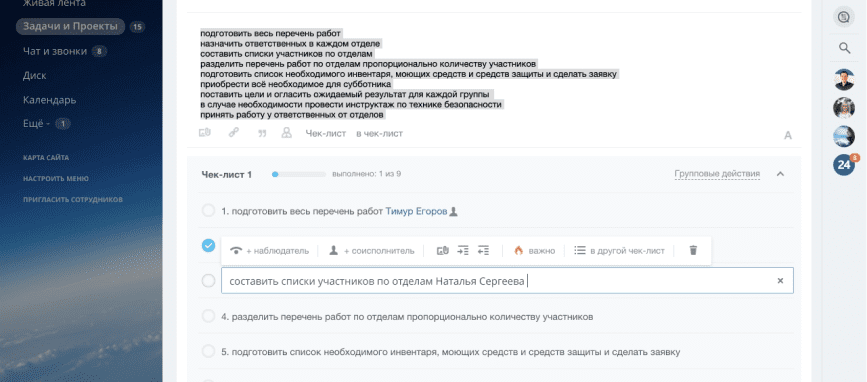 Живая лента
Задачи и Проекты 15
Чат и звонки 8
Диск
Календарь
Ещё - 1
КАРТА САЙТА
НАСТРОИТЬ МЕНЮ
ПРИГЛАСИТЬ СОТРУДНИКОВ
подготовить весь перечень работ
назначить ответственных в каждом отделе
составить списки участников по отделам
разделить перечень работ по отделам пропорционально количеству участников
подготовить список необходимого инвентаря, моющих средств и средств защиты и сделать заявку
приобрести всё необходимое для субботника
поставить цели и огласить ожидаемый результат для каждой группы
в случае необходимости провести инструктаж по технике безопасности
принять работу у ответственных от отделов
Чек-лист в чек-лист A
Чек-лист 1 выполнено: 1 из 9 Групповые действия
1. подготовить весь перечень работ Тимур Егоров
+ наблюдатель + соисполнитель важно в другой чек-лист
составить списки участников по отделам Наталья Сергеева
4. разделить перечень работ по отделам пропорционально количеству участников
5. подготовить список необходимого инвентаря, моющих средств и средств защиты и сделать заявку
24